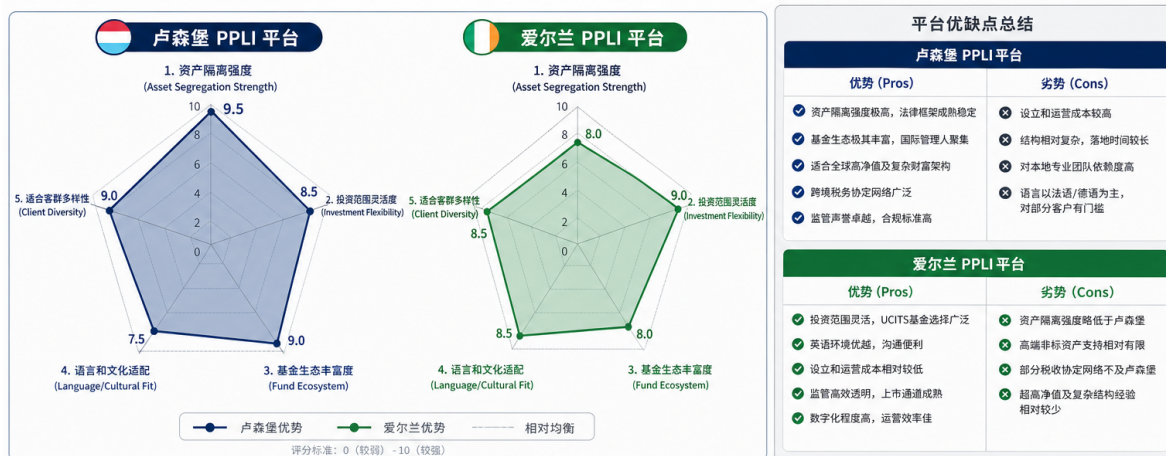 卢森堡 PPLI 平台
1. 资产隔离强度
(Asset Segregation Strength)
10
9.5
8
6
4
2
0
5. 适合客群多样性
(Client Diversity)
9.0
8.5
2. 投资范围灵活度
(Investment Flexibility)
7.5
9.0
4. 语言和文化适配
(Language/Cultural Fit)
3. 基金生态丰富度
(Fund Ecosystem)
爱尔兰 PPLI 平台
1. 资产隔离强度
(Asset Segregation Strength)
10
8.0
8
6
4
2
0
5. 适合客群多样性
(Client Diversity)
8.5
9.0
2. 投资范围灵活度
(Investment Flexibility)
8.5
8.0
4. 语言和文化适配
(Language/Cultural Fit)
3. 基金生态丰富度
(Fund Ecosystem)
卢森堡优势
爱尔兰优势
相对均衡
评分标准：0（较弱） - 10（较强）
平台优缺点总结
卢森堡 PPLI 平台
优势 (Pros)
资产隔离强度极高，法律框架成熟稳定
基金生态极其丰富，国际管理人聚集
适合全球高净值及复杂财富架构
跨境税务协定网络广泛
监管声誉卓越，合规标准高
劣势 (Cons)
设立和运营成本较高
结构相对复杂，落地时间较长
对本地专业团队依赖度高
语言以法语/德语为主，
对部分客户有门槛
爱尔兰 PPLI 平台
优势 (Pros)
投资范围灵活，UCITS基金选择广泛
英语环境优越，沟通便利
设立和运营成本相对较低
监管高效透明，上市通道成熟
数字化程度高，运营效率佳
劣势 (Cons)
资产隔离强度略低于卢森堡
高端非标资产支持相对有限
部分税收协定网络不及卢森堡
超高净值及复杂结构经验
相对较少